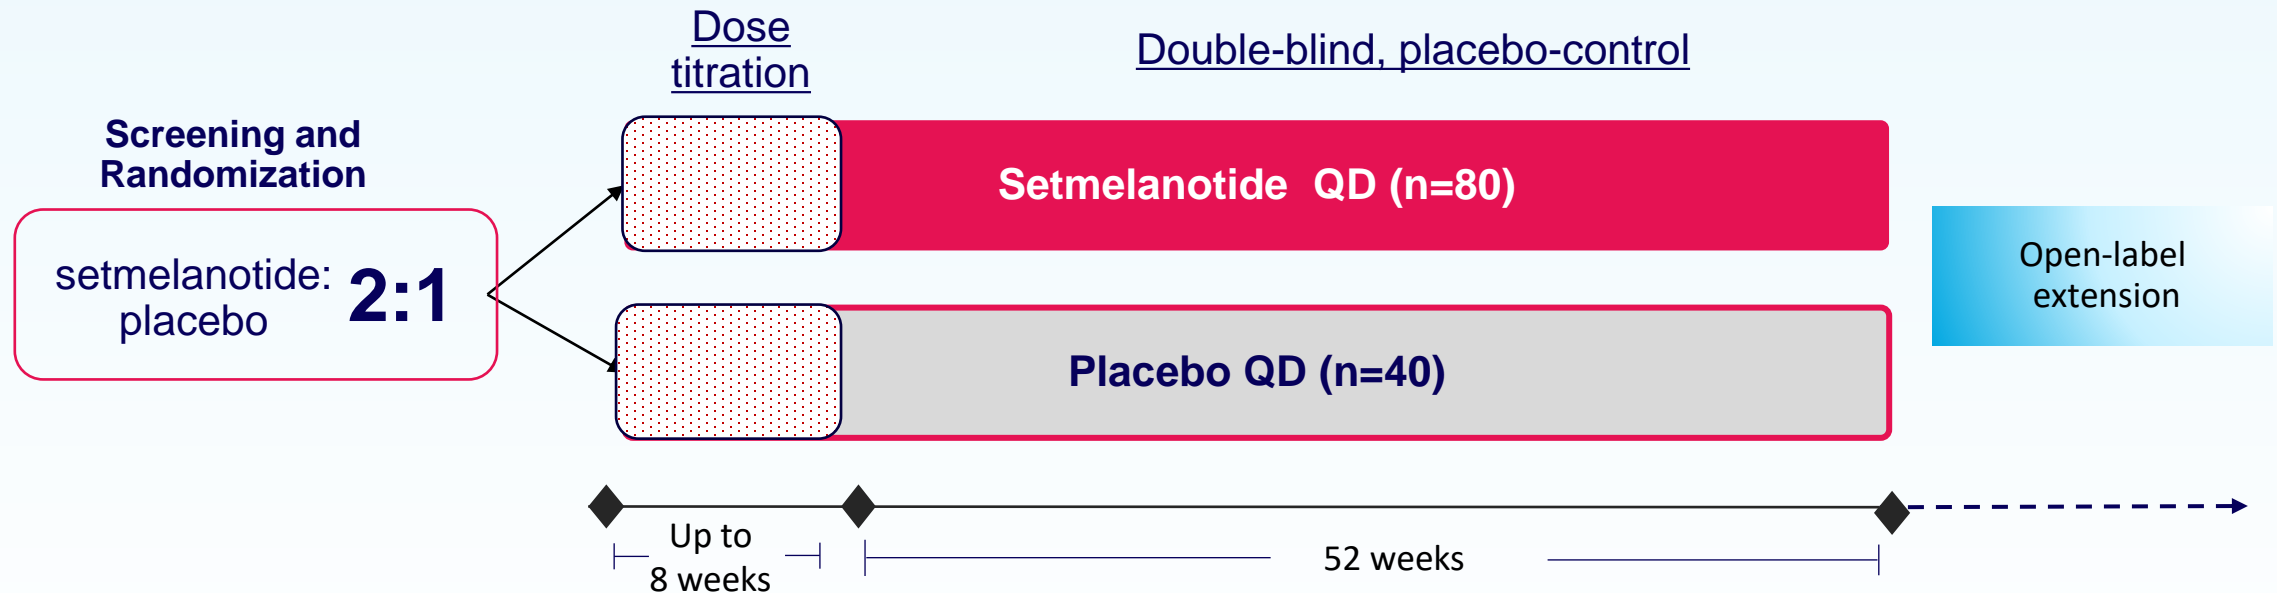 Dose
titration
Double-blind, placebo-control
Screening and
Randomization
setmelanotide:
placebo
2:1
Setmelanotide  QD (n=80)
Placebo QD (n=40)
Open-label
extension
Up to
8 weeks
52 weeks